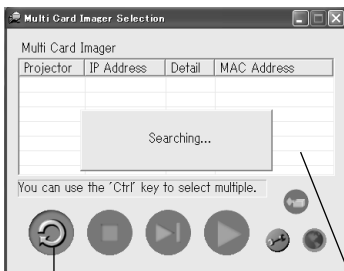 Multi Card Imager Selection
Multi Card Imager
Projector IP Address Detail MAC Address
Searching...
You can use the 'Ctrl' key to select multiple.